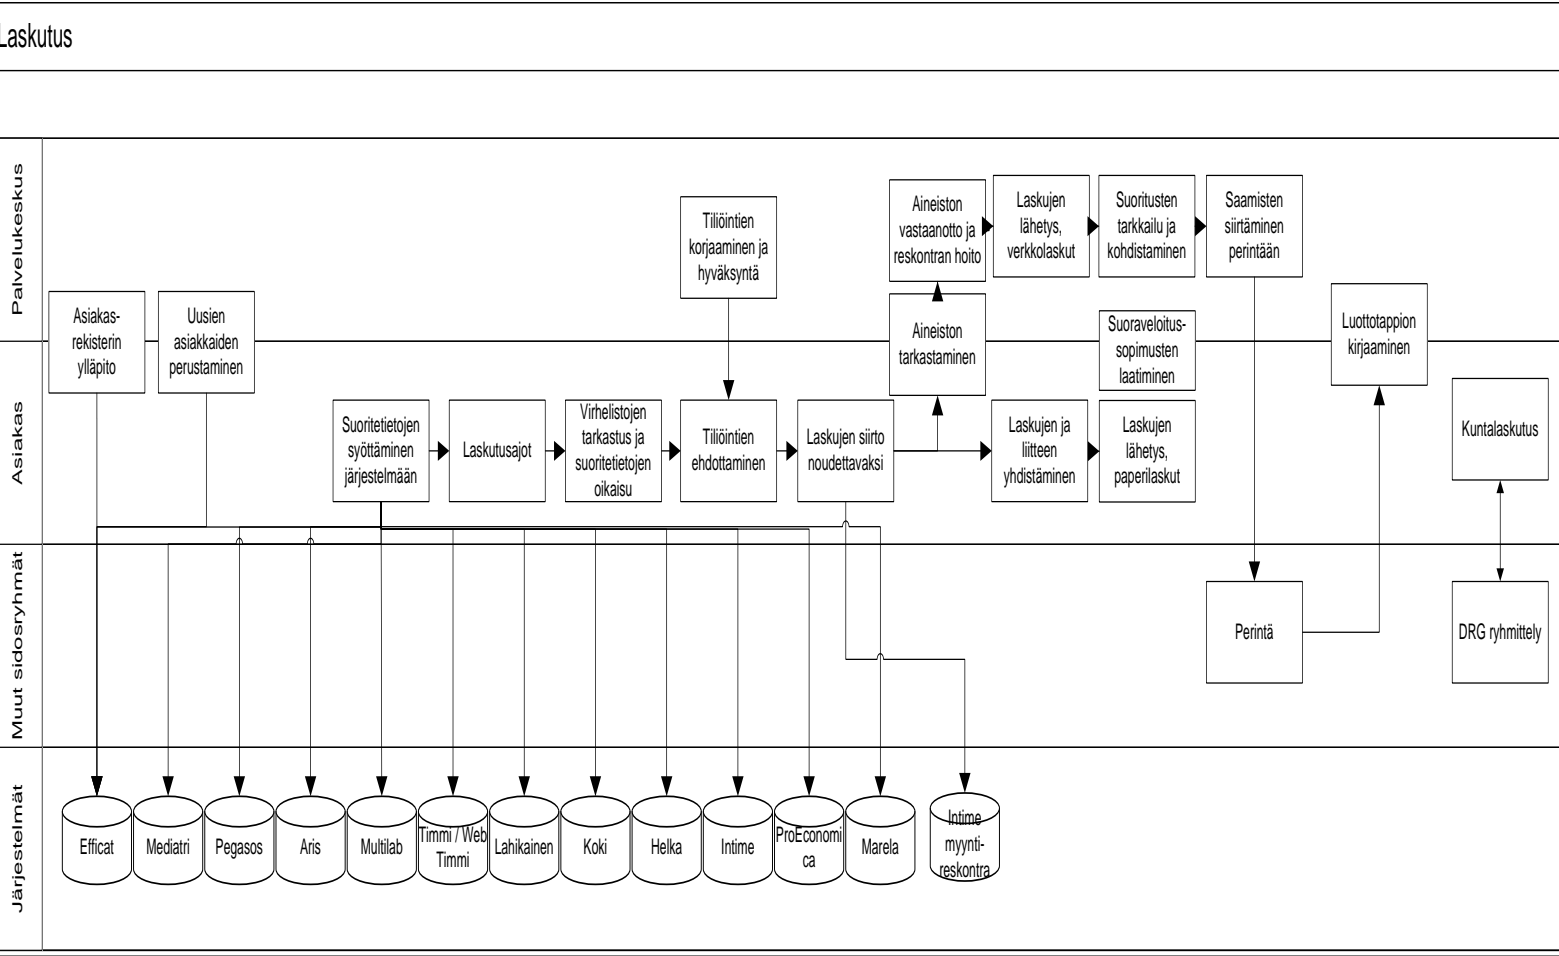 Laskutus
Palvelukeskus
Tiliöintien
korjaaminen ja
hyväksyntä
Aineiston
vastaanotto ja
reskontran hoito
Laskujen
lähetys,
verkkolaskut
Suoritusten
tarkkailu ja
kohdistaminen
Saamisten
siirtäminen
perintään
Asiakas-
rekisterin
ylläpito
Uusien
asiakkaiden
perustaminen
Aineiston
tarkastaminen
Suoraveloitus-
sopimusten
laatiminen
Luottotappion
kirjaaminen
Asiakas
Suoritetietojen
syöttäminen
järjestelmään
Laskutusajot
Virhelistojen
tarkastus ja
suoritetietojen
oikaisu
Tiliöintien
ehdottaminen
Laskujen siirto
noudettavaksi
Laskujen ja
liitteen
yhdistäminen
Laskujen
lähetys,
paperilaskut
Kuntalaskutus
Muut sidosryhmät
Perintä
DRG ryhmittely
Järjestelmät
Efficat
Mediatri
Pegasos
Aris
Multilab
Timmi / Web
Timmi
Lahikainen
Koki
Helka
Intime
ProEconomi
ca
Marela
Intime
myynti-
reskontra